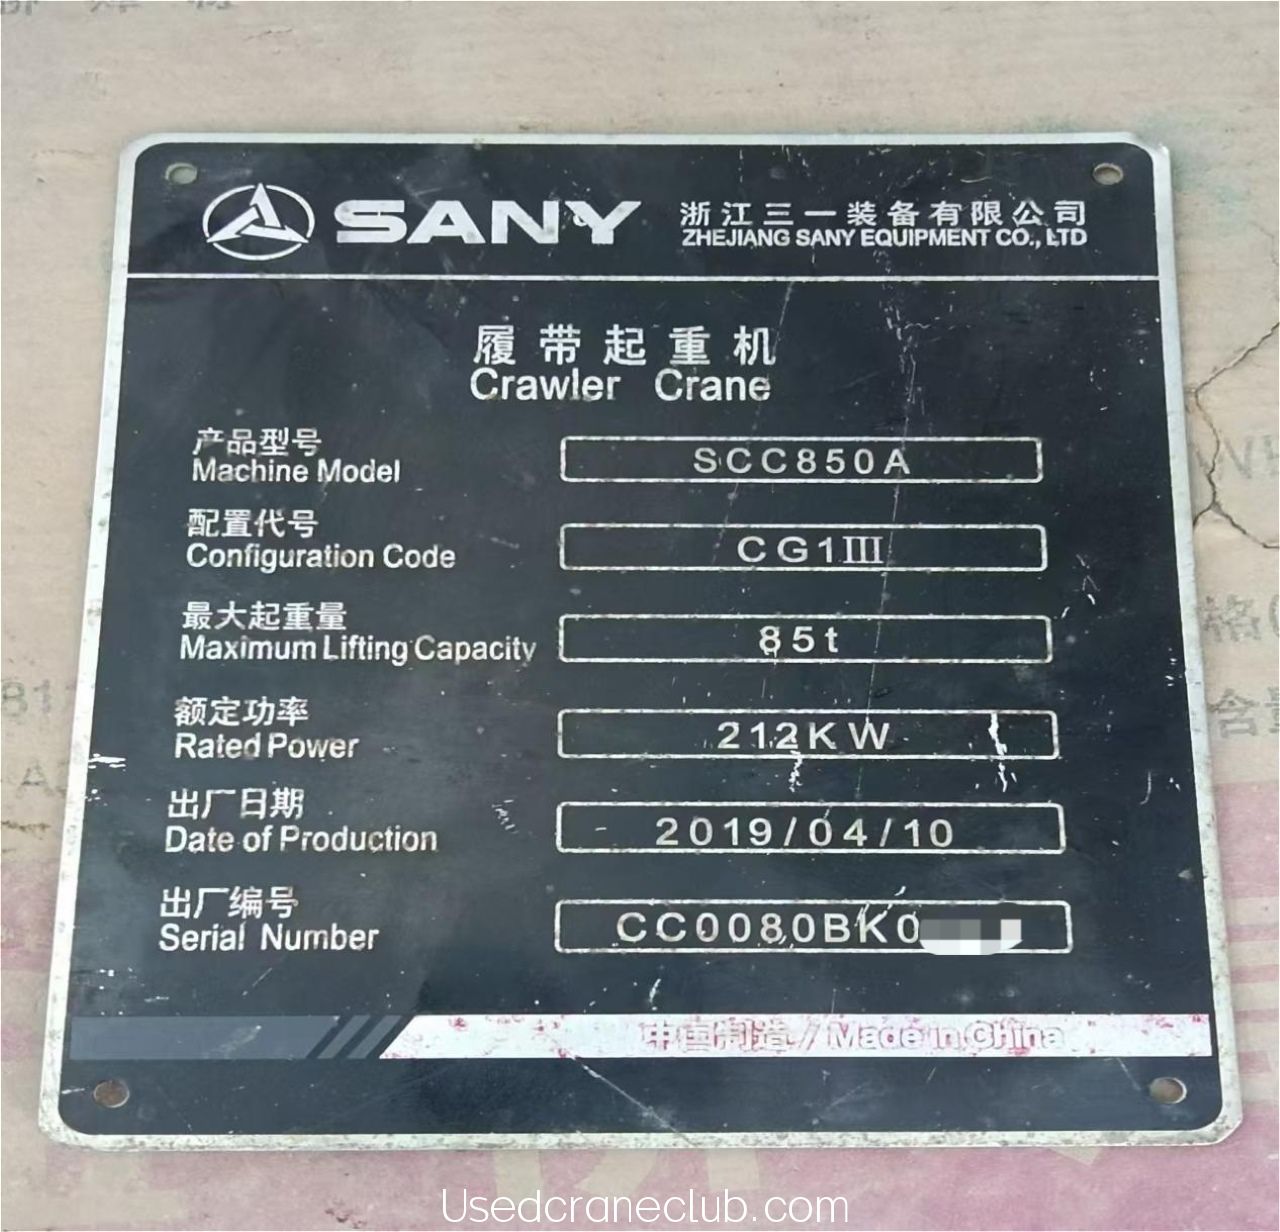 SANY
浙江三一装备有限公司
ZHEJIANG SANY EQUIPMENT CO., LTD
履带起重机
Crawler Crane
产品型号
Machine Model
SCC850A
配置代号
Configuration Code
CG1III
最大起重量
Maximum Lifting Capacity
85t
额定功率
Rated Power
212KW
出厂日期
Date of Production
2019/04/10
出厂编号
Serial Number
CC0080BK0
中国制造/Made in China
Usedcraneclub.com